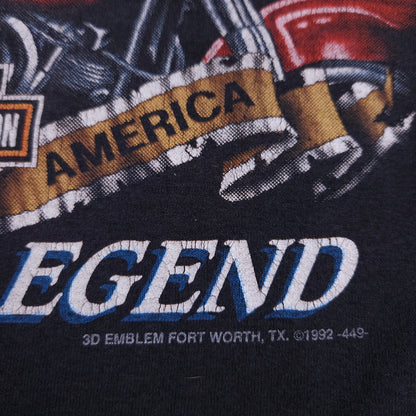 AMERICA
EGEND
3D EMBLEM FORT WORTH, TX. ©1992 -449-